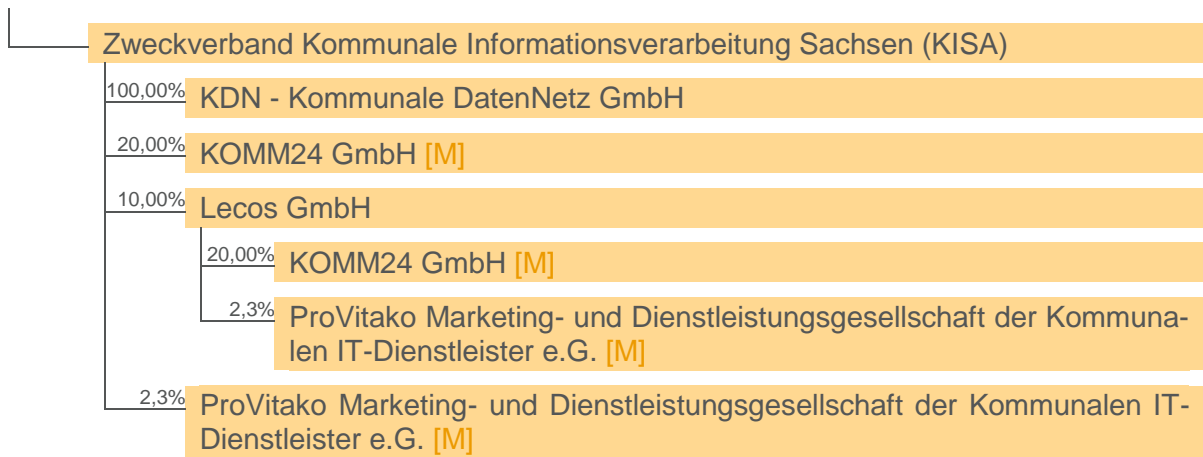 Zweckverband Kommunale Informationsverarbeitung Sachsen (KISA)
100,00% KDN - Kommunale DatenNetz GmbH
20,00% KOMM24 GmbH [M]
10,00% Lecos GmbH
20,00% KOMM24 GmbH [M]
2,3% ProVitako Marketing- und Dienstleistungsgesellschaft der Kommuna-
len IT-Dienstleister e.G. [M]
2,3% ProVitako Marketing- und Dienstleistungsgesellschaft der Kommunalen IT-
Dienstleister e.G. [M]